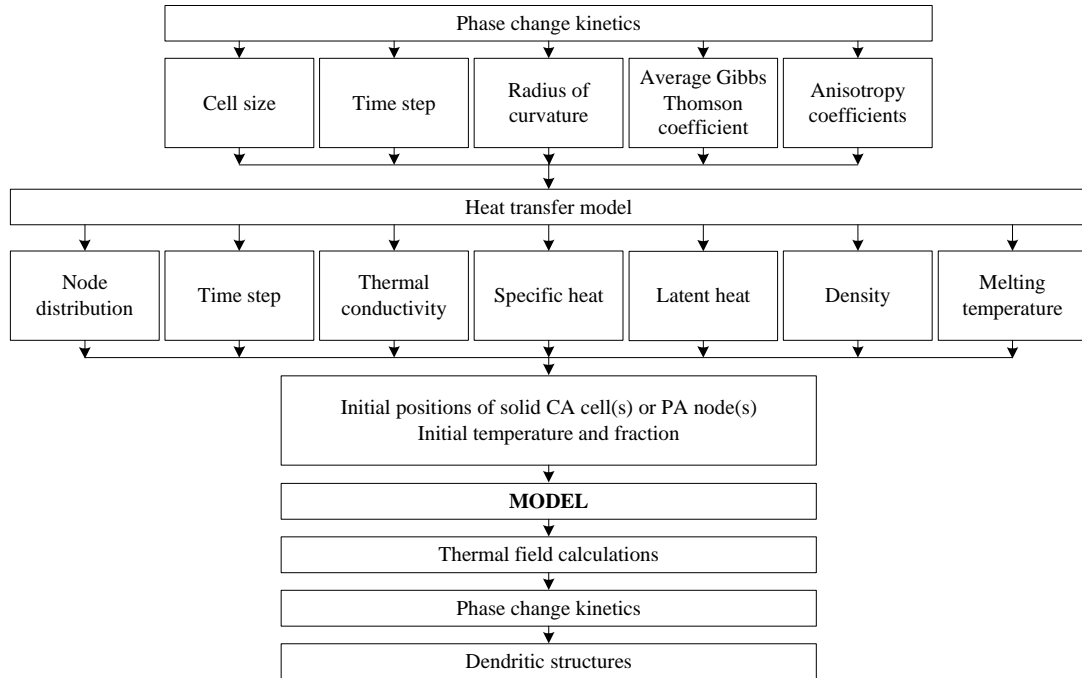 Phase change kinetics
Cell size
Time step
Radius of
curvature
Average Gibbs
Thomson
coefficient
Anisotropy
coefficients
Heat transfer model
Node
distribution
Time step
Thermal
conductivity
Specific heat
Latent heat
Density
Melting
temperature
Initial positions of solid CA cell(s) or PA node(s)
Initial temperature and fraction
MODEL
Thermal field calculations
Phase change kinetics
Dendritic structures